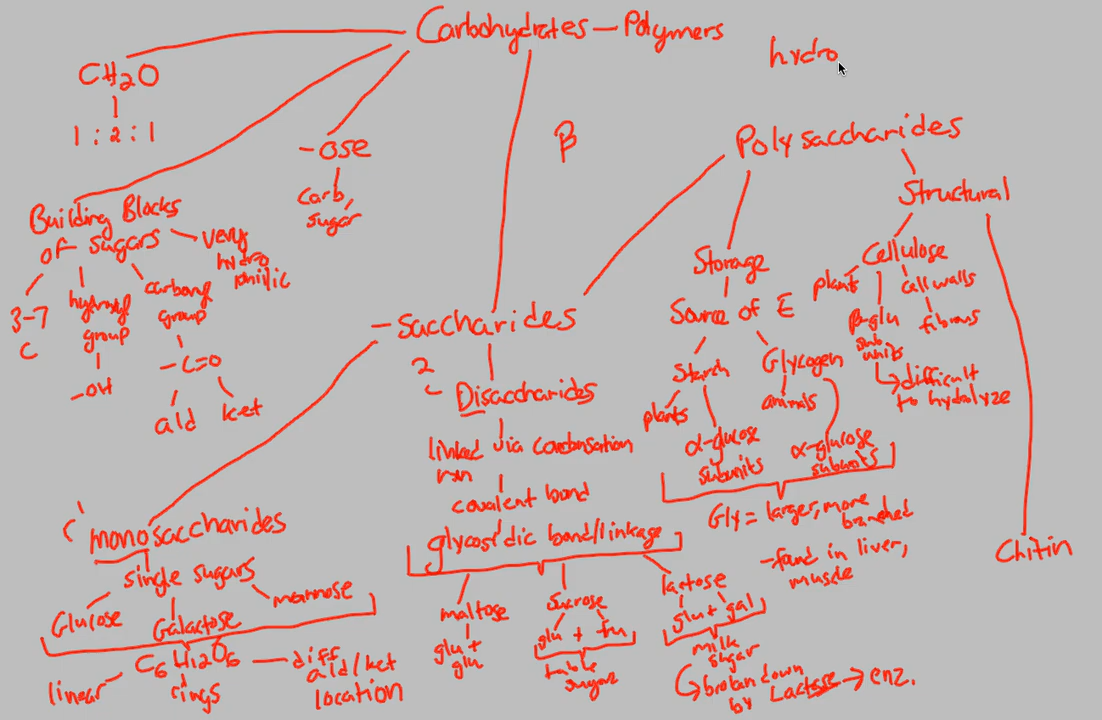 Carbohydrates — Polymers
hydro
CH2O
1 : 2 : 1
- ose
carb,
sugar
β
Polysaccharides
Structural
Building Blocks
of sugars
very
hydro
philic
3-7
C
hydroxyl
group
-OH
carbonyl
group
-C=O
ald
ket
Storage
Source of E
Starch
plants
α-glucose
subunits
Glycogen
animals
α-glucose
subunits
Gly = larger, more
branched
-found in liver,
muscle
Cellulose
plants
cell walls
fibrous
β-glu
sub
units
difficult
to hydrolyze
Chitin
-saccharides
2
Disaccharides
linked via condensation
rxn
covalent bond
glycosidic bond/linkage
maltose
glu +
glu
sucrose
glu + fru
table
sugar
lactose
glu + gal
milk
sugar
broken down
by Lactase → enz.
1
monosaccharides
single sugars
Glucose
Galactose
mannose
C6H12O6 — diff
ald/ket
location
linear
rings